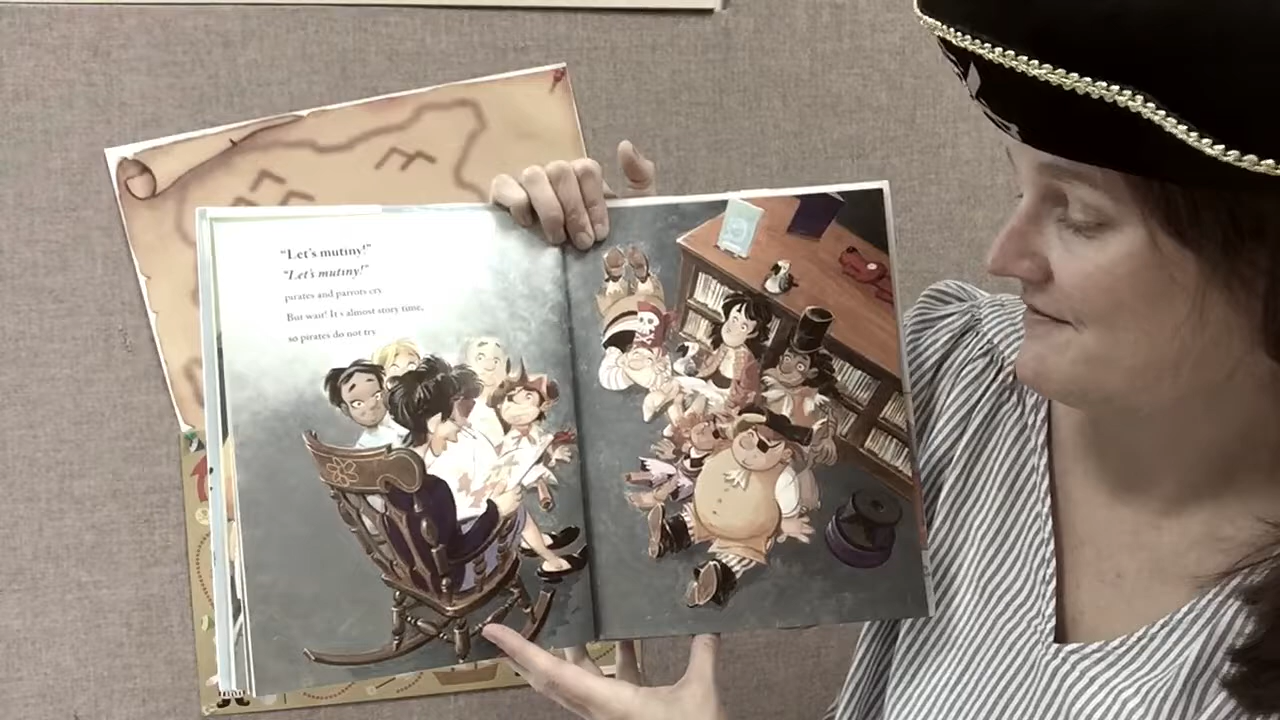 “Let's mutiny!”
“Let's mutiny!”
pirates and parrots cry.
But wait! It's almost story time,
so pirates do not try.